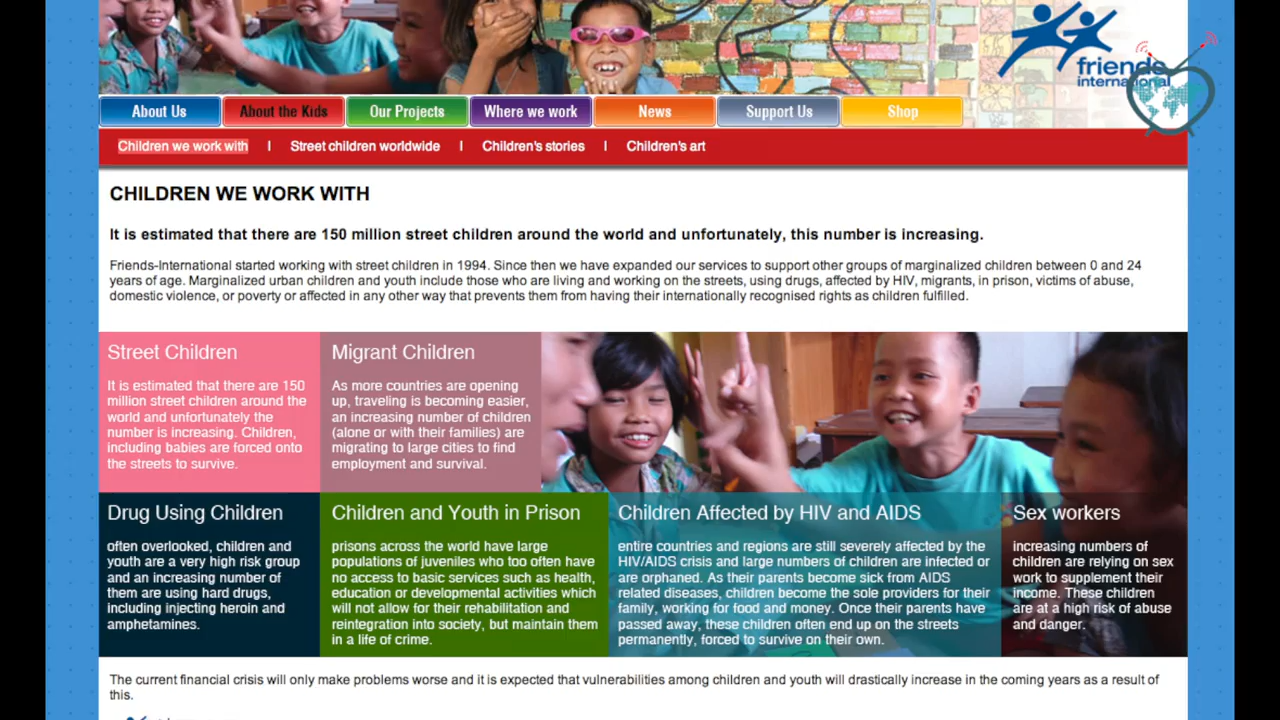 friends
international
About Us
About the Kids
Our Projects
Where we work
News
Support Us
Shop
Children we work with | Street children worldwide | Children's stories | Children's art
CHILDREN WE WORK WITH
It is estimated that there are 150 million street children around the world and unfortunately, this number is increasing.
Friends-International started working with street children in 1994. Since then we have expanded our services to support other groups of marginalized children between 0 and 24
years of age. Marginalized urban children and youth include those who are living and working on the streets, using drugs, affected by HIV, migrants, in prison, victims of abuse,
domestic violence, or poverty or affected in any other way that prevents them from having their internationally recognised rights as children fulfilled.
Street Children
It is estimated that there are 150
million street children around the
world and unfortunately the
number is increasing. Children,
including babies are forced onto
the streets to survive.
Migrant Children
As more countries are opening
up, traveling is becoming easier,
an increasing number of children
(alone or with their families) are
migrating to large cities to find
employment and survival.
Drug Using Children
often overlooked, children and
youth are a very high risk group
and an increasing number of
them are using hard drugs,
including injecting heroin and
amphetamines.
Children and Youth in Prison
prisons across the world have large
populations of juveniles who too often have
no access to basic services such as health,
education or developmental activities which
will not allow for their rehabilitation and
reintegration into society, but maintain them
in a life of crime.
Children Affected by HIV and AIDS
entire countries and regions are still severely affected by the
HIV/AIDS crisis and large numbers of children are infected or
are orphaned. As their parents become sick from AIDS
related diseases, children become the sole providers for their
family, working for food and money. Once their parents have
passed away, these children often end up on the streets
permanently, forced to survive on their own.
Sex workers
increasing numbers of
children are relying on sex
work to supplement their
income. These children
are at a high risk of abuse
and danger.
The current financial crisis will only make problems worse and it is expected that vulnerabilities among children and youth will drastically increase in the coming years as a result of
this.